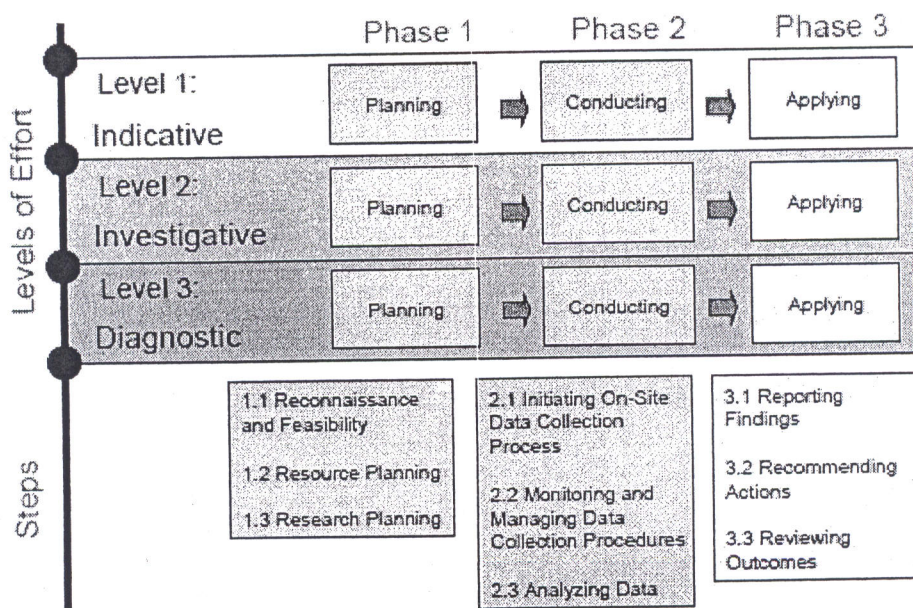 Phase 1 Phase 2 Phase 3
Levels of Effort
Level 1:
Indicative
Planning
Conducting
Applying
Level 2:
Investigative
Planning
Conducting
Applying
Level 3:
Diagnostic
Planning
Conducting
Applying
Steps
1.1 Reconnaissance
and Feasibility
1.2 Resource Planning
1.3 Research Planning
2.1 Initiating On-Site
Data Collection
Process
2.2 Monitoring and
Managing Data
Collection Procedures
2.3 Analyzing Data
3.1 Reporting
Findings
3.2 Recommending
Actions
3.3 Reviewing
Outcomes